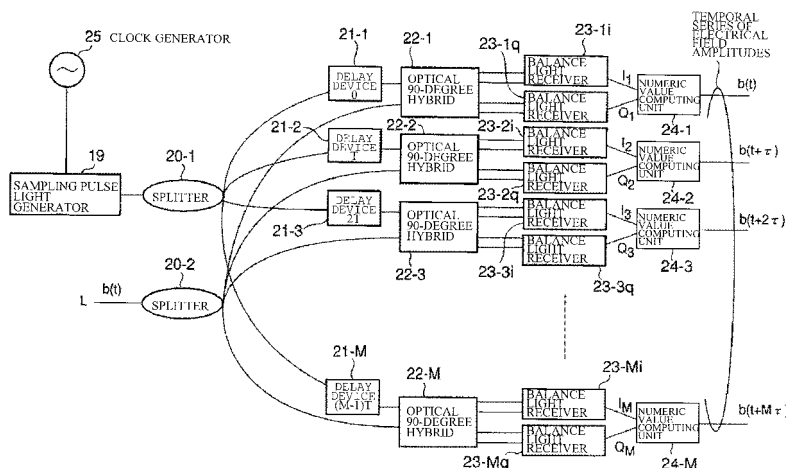 25
CLOCK GENERATOR
19
SAMPLING PULSE
LIGHT
GENERATOR
20-1
SPLITTER
20-2
L
b(t)
SPLITTER
21-1
DELAY
DEVICE
0
21-2
DELAY
DEVICE
T
DELAY
DEVICE
2T
21-3
21-M
DELAY
DEVICE
(M-1)T
22-1
OPTICAL
90-DEGREE
HYBRID
22-2
OPTICAL
90-DEGREE
HYBRID
OPTICAL
90-DEGREE
HYBRID
22-3
22-M
OPTICAL
90-DEGREE
HYBRID
23-1i
BALANCE
LIGHT
RECEIVER
23-1q
BALANCE
LIGHT
RECEIVER
23-2i
BALANCE
LIGHT
RECEIVER
BALANCE
LIGHT
RECEIVER
23-2q
BALANCE
LIGHT
RECEIVER
23-3i
BALANCE
LIGHT
RECEIVER
23-3q
23-Mi
BALANCE
LIGHT
RECEIVER
BALANCE
LIGHT
RECEIVER
23-Mq
I1
Q1
NUMERIC
VALUE
COMPUTING
UNIT
24-1
I2
Q2
NUMERIC
VALUE
COMPUTING
UNIT
24-2
I3
Q3
NUMERIC
VALUE
COMPUTING
UNIT
24-3
IM
QM
NUMERIC
VALUE
COMPUTING
UNIT
24-M
TEMPORAL
SERIES OF
ELECTRICAL
FIELD
AMPLITUDES
b(t)
b(t+τ)
b(t+2τ)
b(t+Mτ)